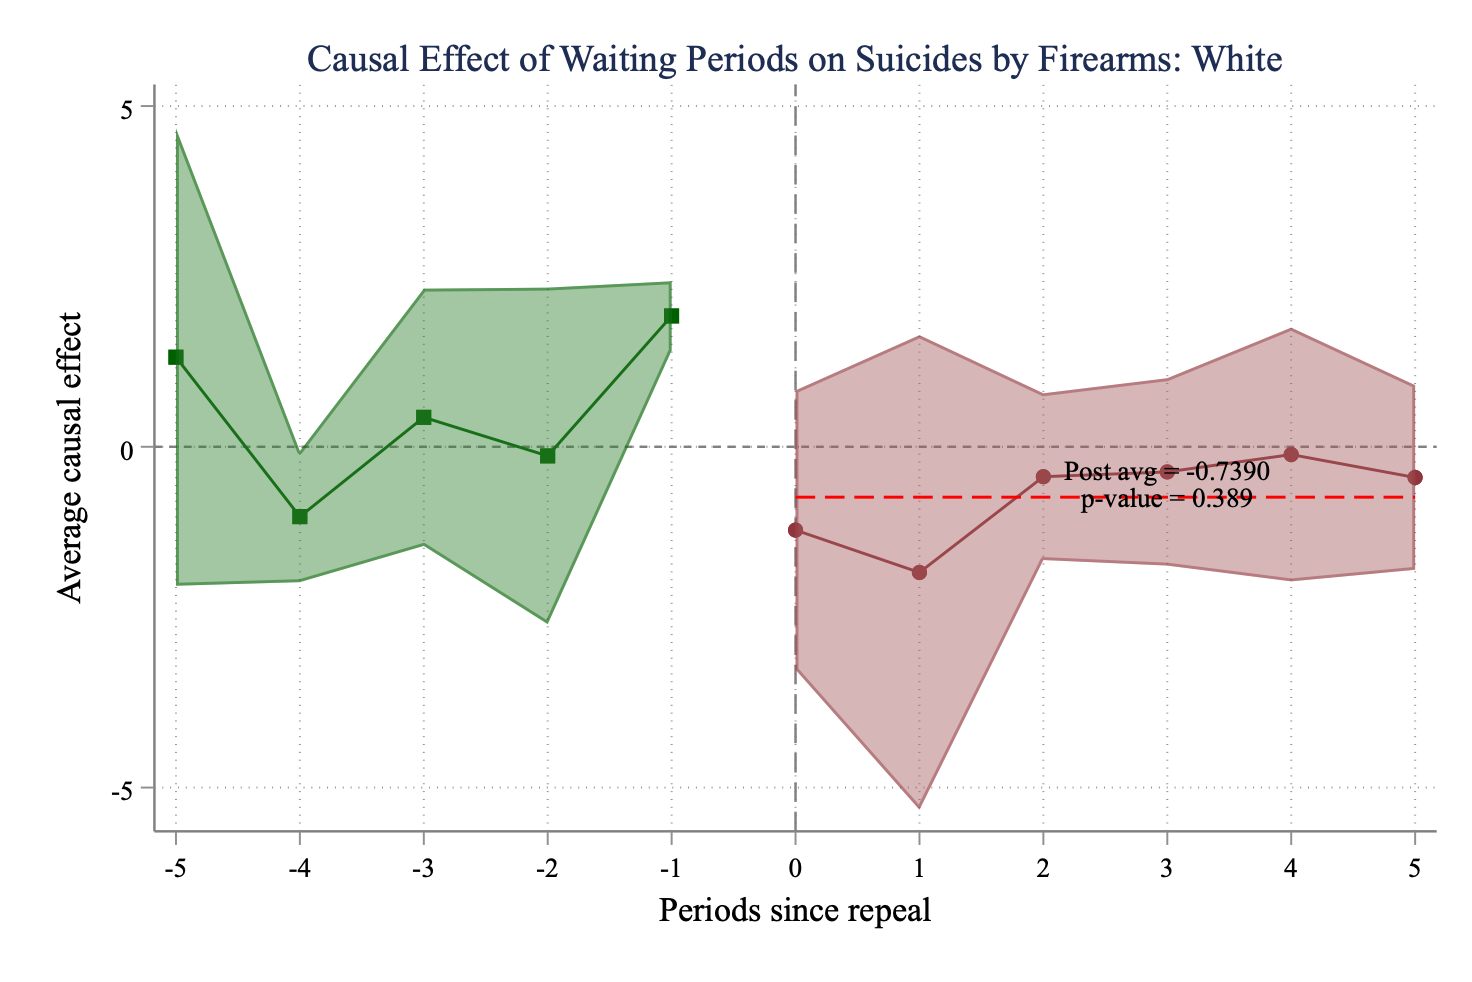 Causal Effect of Waiting Periods on Suicides by Firearms: White
Average causal effect
5
0
-5
Post avg = -0.7390
p-value = 0.389
-5 -4 -3 -2 -1 0 1 2 3 4 5
Periods since repeal